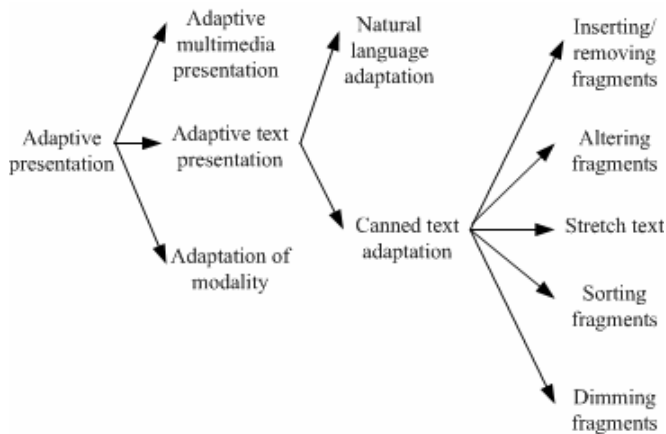 Adaptive
presentation
Adaptive
multimedia
presentation
Adaptive text
presentation
Adaptation of
modality
Natural
language
adaptation
Canned text
adaptation
Inserting/
removing
fragments
Altering
fragments
Stretch text
Sorting
fragments
Dimming
fragments